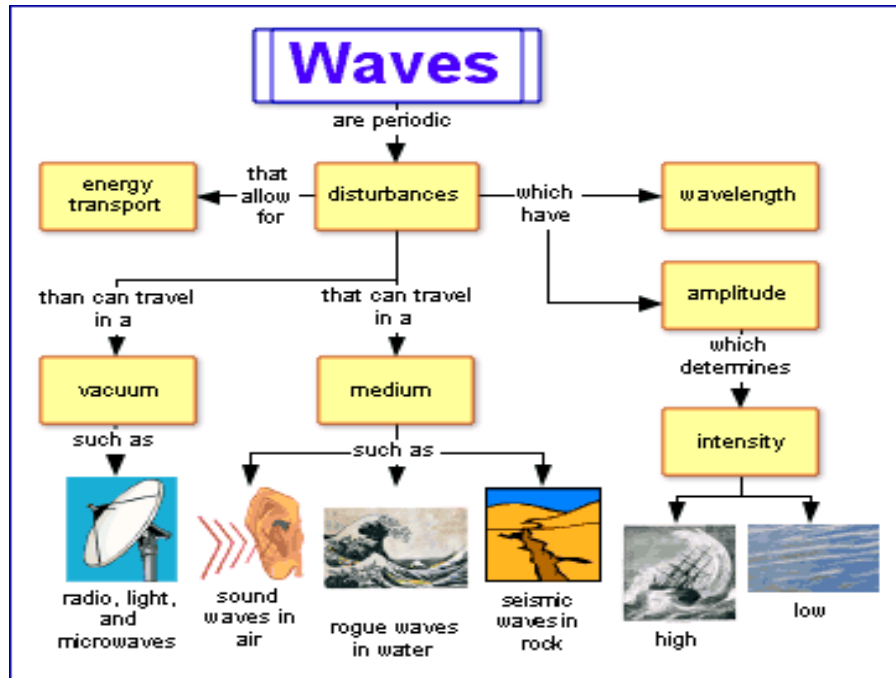 Waves
are periodic
energy
transport
that
allow
for
disturbances
which
have
wavelength
amplitude
than can travel
in a
that can travel
in a
which
determines
vacuum
medium
intensity
such as
such as
radio, light,
and
microwaves
sound
waves in
air
rogue waves
in water
seismic
waves in
rock
high
low